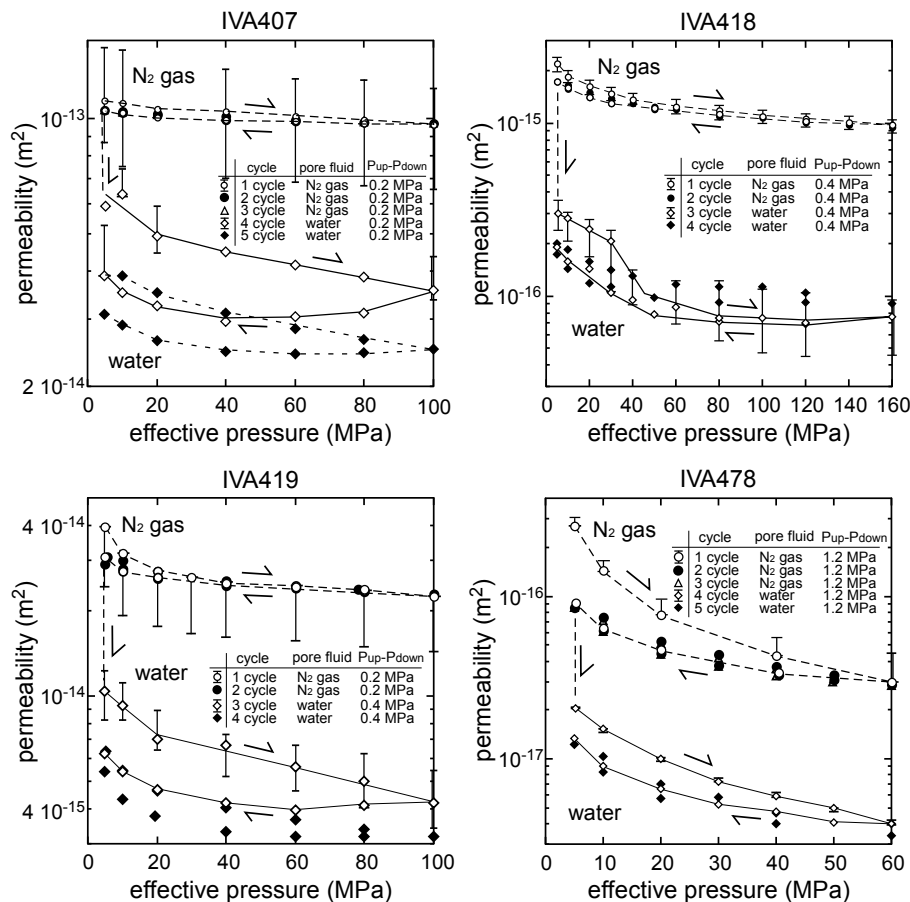 IVA407
N2 gas
10-13
cycle pore fluid Pup-Pdown
1 cycle N2 gas 0.2 MPa
2 cycle N2 gas 0.2 MPa
3 cycle N2 gas 0.2 MPa
4 cycle water 0.2 MPa
5 cycle water 0.2 MPa
permeability (m2)
water
2 10-14
0 20 40 60 80 100
effective pressure (MPa)
IVA418
N2 gas
10-15
cycle pore fluid Pup-Pdown
1 cycle N2 gas 0.4 MPa
2 cycle N2 gas 0.4 MPa
3 cycle water 0.4 MPa
4 cycle water 0.4 MPa
permeability (m2)
10-16
water
0 20 40 60 80 100 120 140 160
effective pressure (MPa)
IVA419
4 10-14
N2 gas
permeability (m2)
water
cycle pore fluid Pup-Pdown
1 cycle N2 gas 0.2 MPa
2 cycle N2 gas 0.2 MPa
3 cycle water 0.4 MPa
4 cycle water 0.4 MPa
10-14
4 10-15
0 20 40 60 80 100
effective pressure (MPa)
IVA478
N2 gas
cycle pore fluid Pup-Pdown
1 cycle N2 gas 1.2 MPa
2 cycle N2 gas 1.2 MPa
3 cycle N2 gas 1.2 MPa
4 cycle water 1.2 MPa
5 cycle water 1.2 MPa
10-16
permeability (m2)
10-17
water
0 10 20 30 40 50 60
effective pressure (MPa)